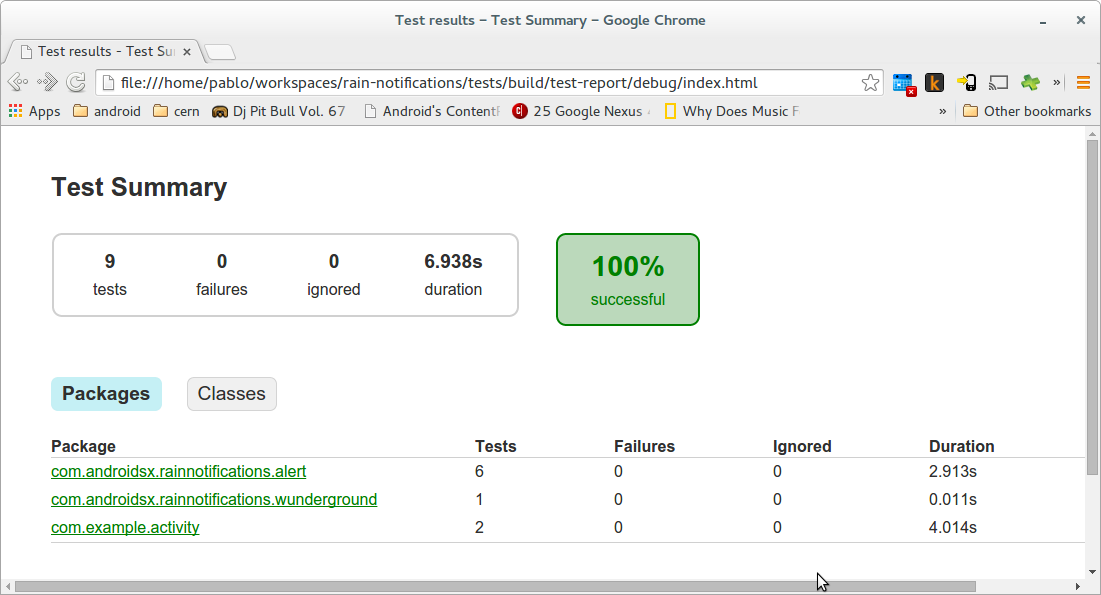 Test results - Test Summary - Google Chrome
Test results - Test Su
file:///home/pablo/workspaces/rain-notifications/tests/build/test-report/debug/index.html
k
»
Apps android cern Dj Pit Bull Vol. 67 Android's Content 25 Google Nexus Why Does Music F » Other bookmarks
Test Summary
9 0 0 6.938s
tests failures ignored duration
100%
successful
Packages Classes
Package Tests Failures Ignored Duration
com.androidsx.rainnotifications.alert 6 0 0 2.913s
com.androidsx.rainnotifications.wunderground 1 0 0 0.011s
com.example.activity 2 0 0 4.014s